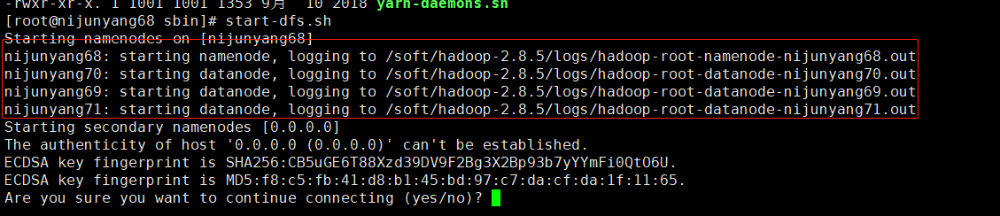 -rwxr-xr-x. 1 1001 1001 1353 9月  10 2018 yarn-daemons.sh
[root@nijunyang68 sbin]# start-dfs.sh
Starting namenodes on [nijunyang68]
nijunyang68: starting namenode, logging to /soft/hadoop-2.8.5/logs/hadoop-root-namenode-nijunyang68.out
nijunyang70: starting datanode, logging to /soft/hadoop-2.8.5/logs/hadoop-root-datanode-nijunyang70.out
nijunyang69: starting datanode, logging to /soft/hadoop-2.8.5/logs/hadoop-root-datanode-nijunyang69.out
nijunyang71: starting datanode, logging to /soft/hadoop-2.8.5/logs/hadoop-root-datanode-nijunyang71.out
Starting secondary namenodes [0.0.0.0]
The authenticity of host '0.0.0.0 (0.0.0.0)' can't be established.
ECDSA key fingerprint is SHA256:CB5uGE6T88Xzd39DV9F2Bg3X2Bp93b7yYYmFi0QtO6U.
ECDSA key fingerprint is MD5:f8:c5:fb:41:d8:b1:45:bd:97:c7:da:cf:da:1f:11:65.
Are you sure you want to continue connecting (yes/no)?